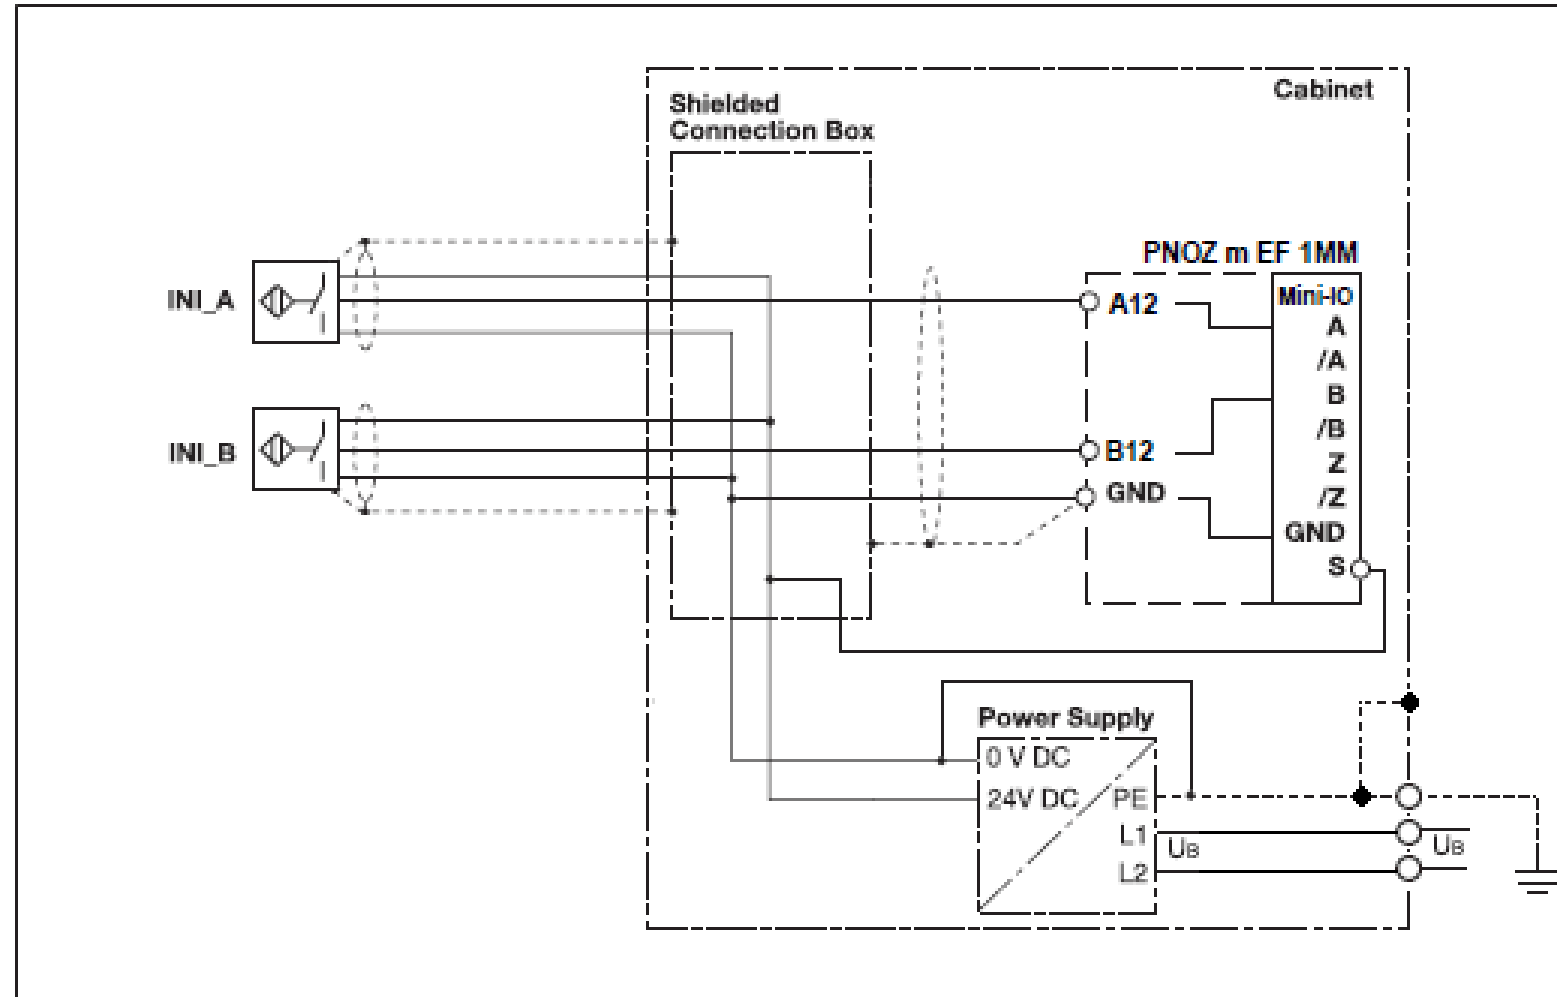 Cabinet
Shielded
Connection Box
PNOZ m EF 1MM
INI_A
A12
Mini-IO
A
/A
B
/B
Z
/Z
GND
S
INI_B
B12
GND
Power Supply
0 V DC
24V DC
PE
L1
UB
UB
L2